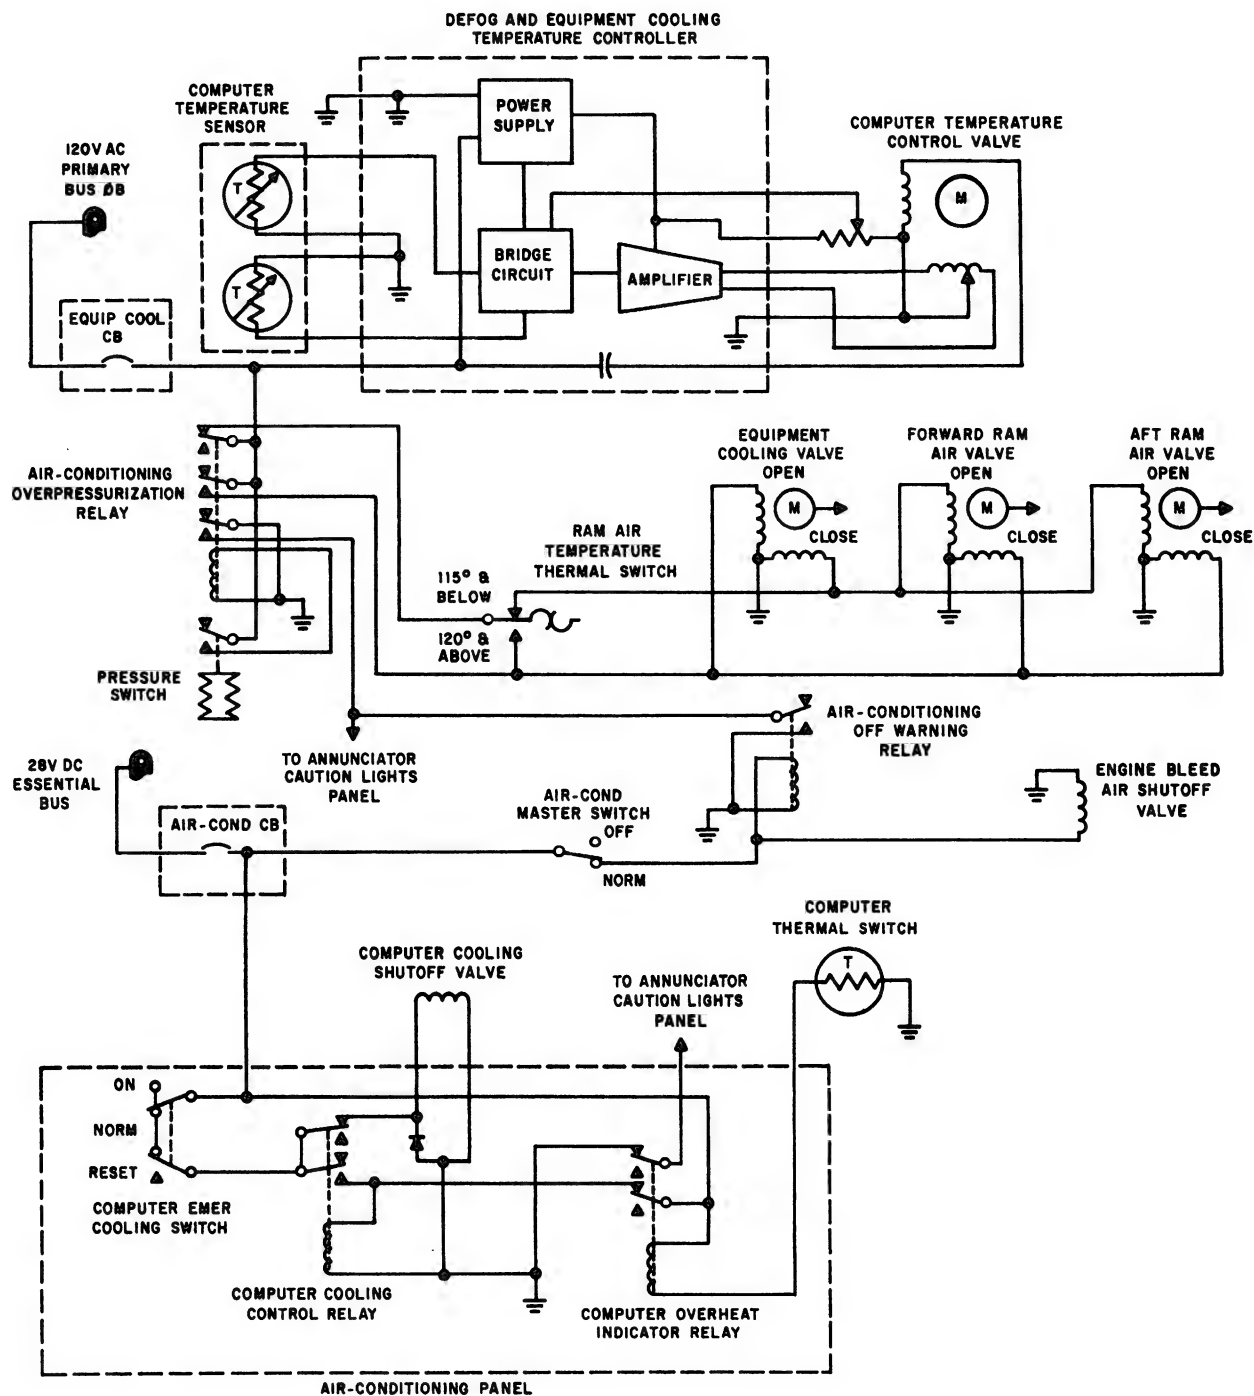 DEFOG AND EQUIPMENT COOLING
TEMPERATURE CONTROLLER
COMPUTER
TEMPERATURE
SENSOR
POWER
SUPPLY
COMPUTER TEMPERATURE
CONTROL VALVE
120V AC
PRIMARY
BUS ØB
T
M
BRIDGE
CIRCUIT
AMPLIFIER
T
EQUIP COOL
CB
EQUIPMENT
COOLING VALVE
OPEN
FORWARD RAM
AIR VALVE
OPEN
AFT RAM
AIR VALVE
OPEN
AIR-CONDITIONING
OVERPRESSURIZATION
RELAY
M
CLOSE
M
CLOSE
M
CLOSE
RAM AIR
TEMPERATURE
THERMAL SWITCH
115° &
BELOW
120° &
ABOVE
PRESSURE
SWITCH
AIR-CONDITIONING
OFF WARNING
RELAY
TO ANNUNCIATOR
CAUTION LIGHTS
PANEL
28V DC
ESSENTIAL
BUS
ENGINE BLEED
AIR SHUTOFF
VALVE
AIR-COND
MASTER SWITCH
OFF
AIR-COND CB
NORM
COMPUTER
THERMAL SWITCH
T
COMPUTER COOLING
SHUTOFF VALVE
TO ANNUNCIATOR
CAUTION LIGHTS
PANEL
ON
NORM
RESET
COMPUTER EMER
COOLING SWITCH
COMPUTER COOLING
CONTROL RELAY
COMPUTER OVERHEAT
INDICATOR RELAY
AIR-CONDITIONING PANEL